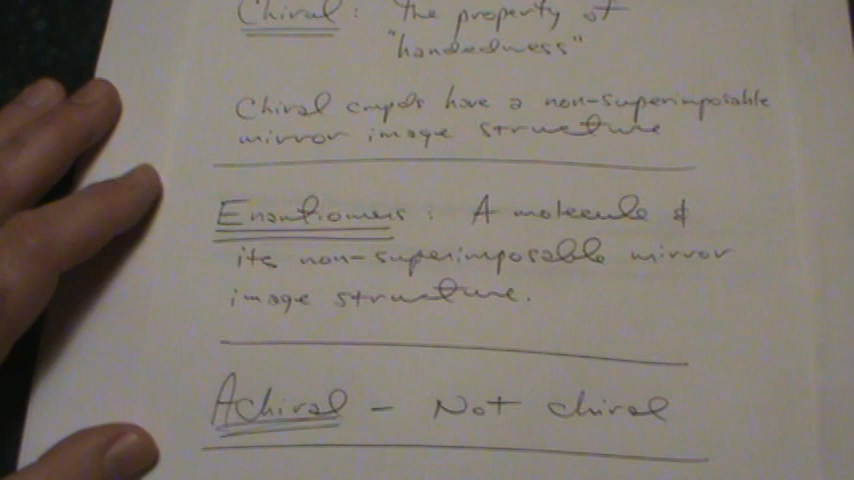 Chiral: the property of
"handedness"
Chiral cmpds have a non-superimposable
mirror image structure
Enantiomers: A molecule &
its non-superimposable mirror
image structure.
Achiral - Not chiral